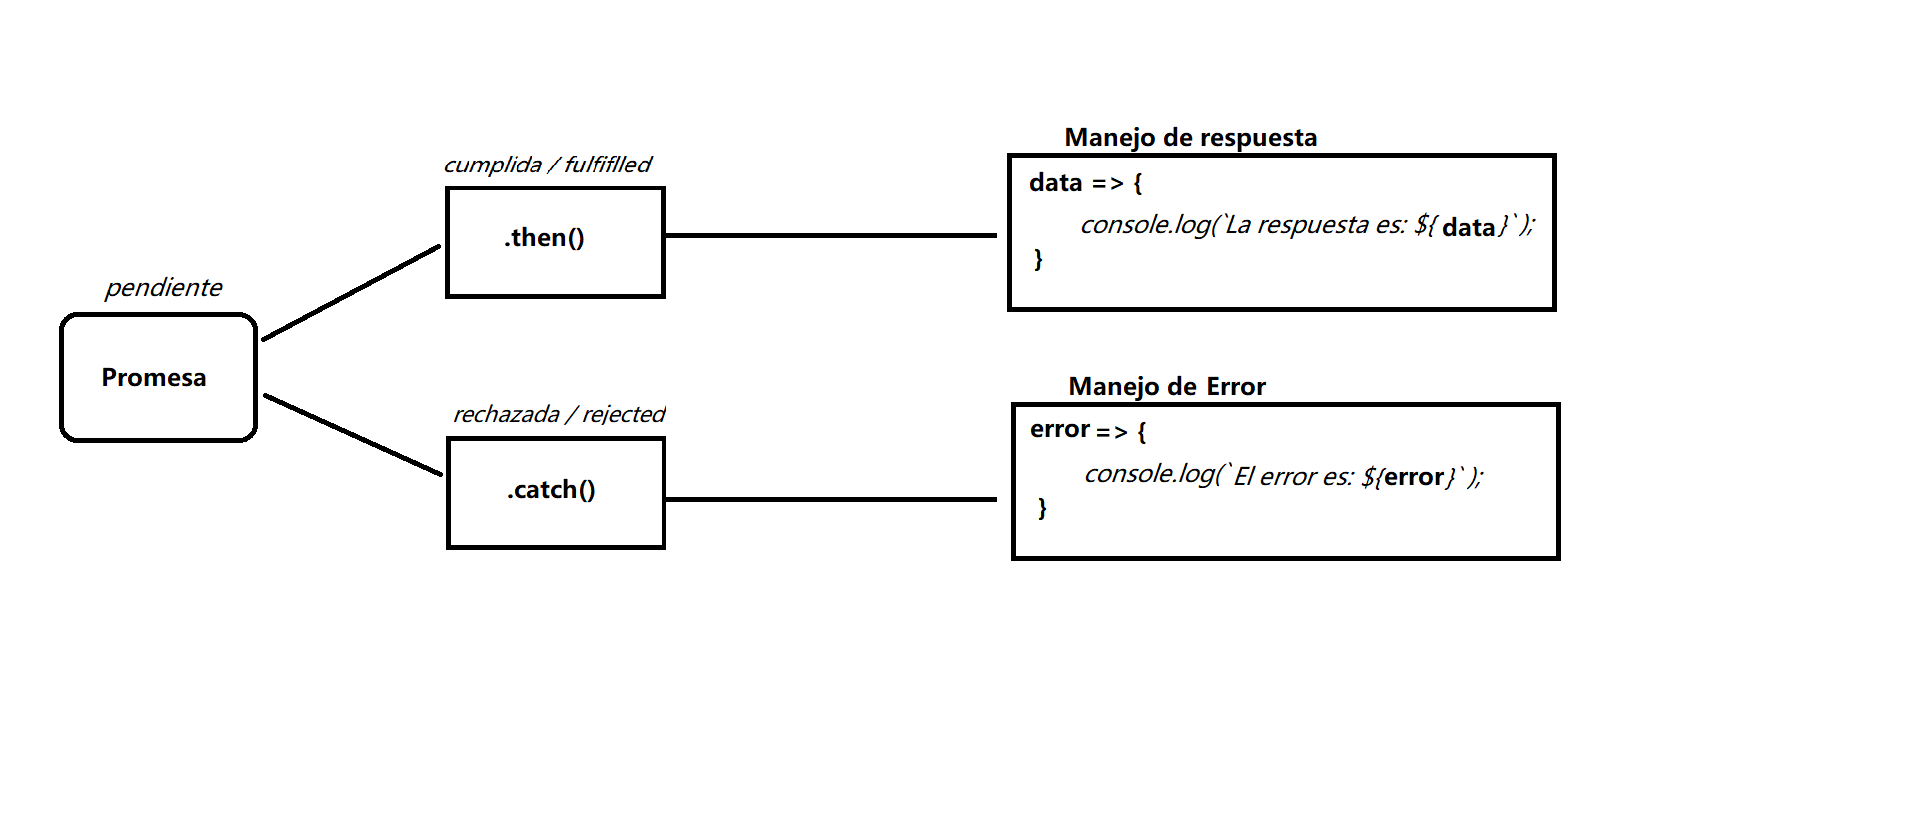 pendiente
Promesa
cumplida / fulfiflled
.then()
Manejo de respuesta
data => {
console.log(`La respuesta es: ${ data}`);
}
rechazada / rejected
.catch()
Manejo de Error
error => {
console.log(`El error es: ${error}`);
}